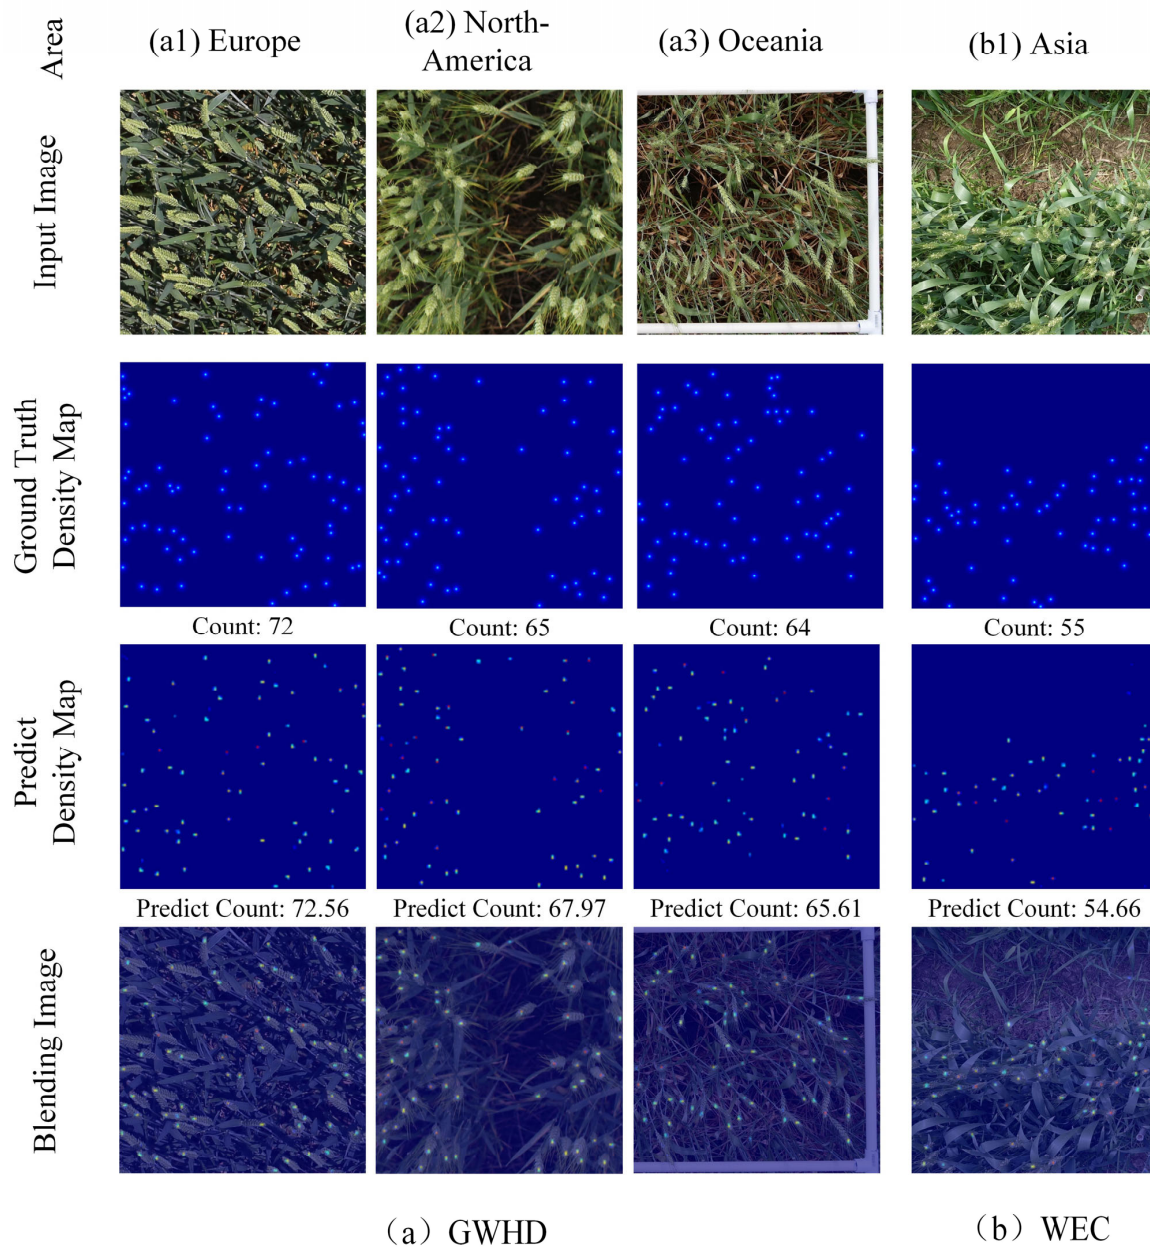 Area
(a1) Europe
(a2) North-
America
(a3) Oceania
(b1) Asia
Input Image
Ground Truth
Density Map
Count: 72
Count: 65
Count: 64
Count: 55
Predict
Density Map
Predict Count: 72.56
Predict Count: 67.97
Predict Count: 65.61
Predict Count: 54.66
Blending Image
（a）GWHD
（b）WEC